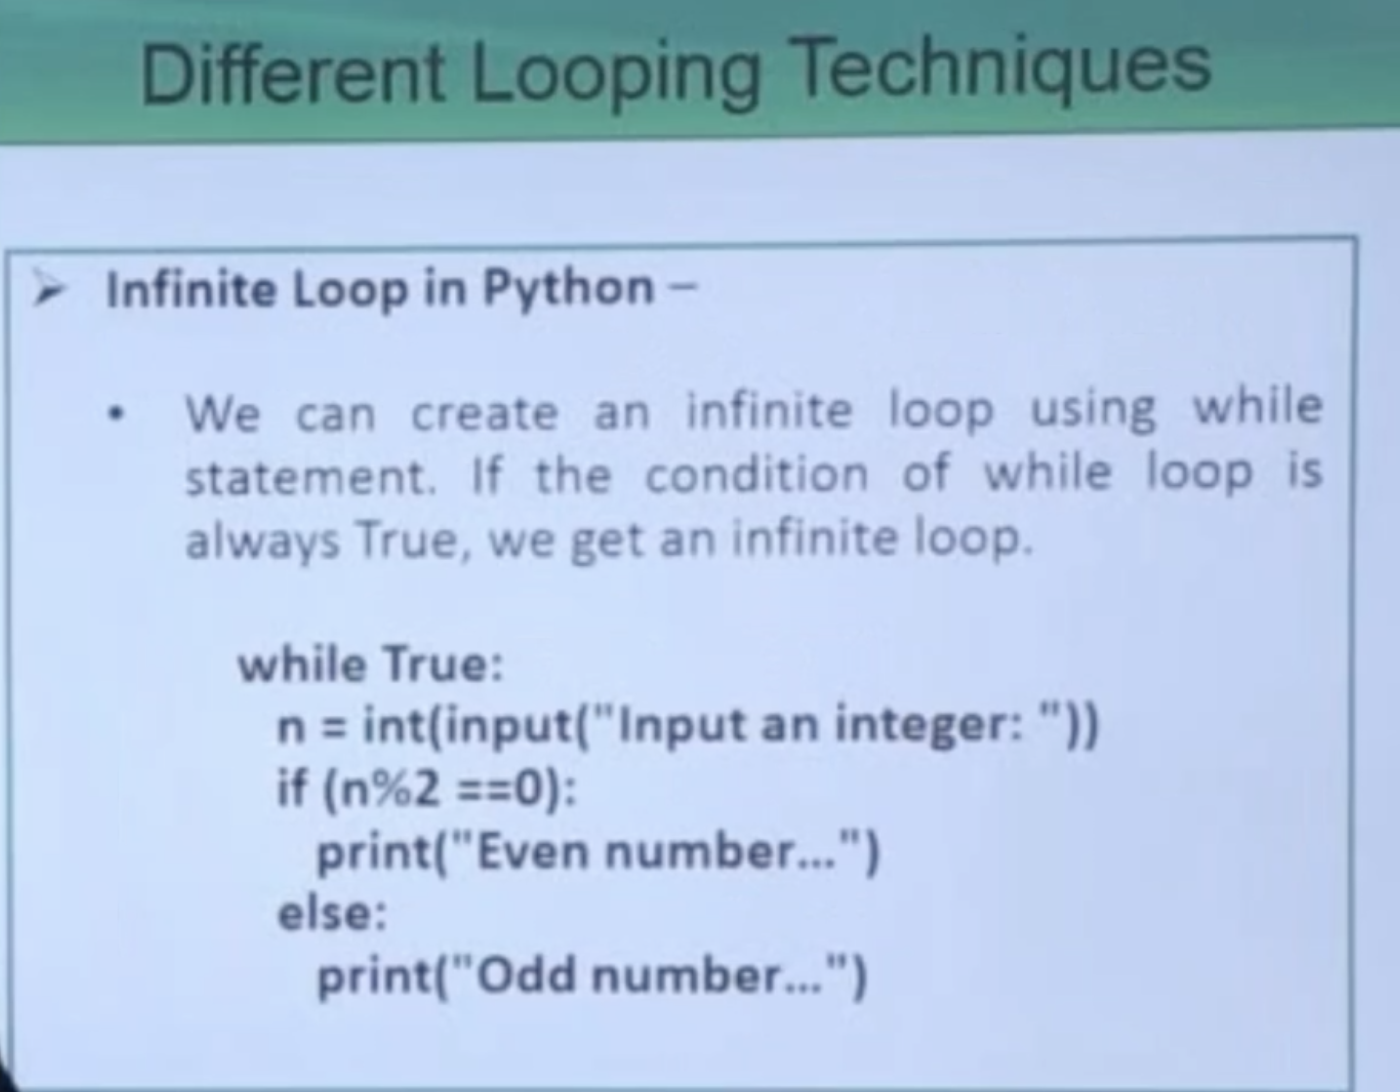 Different Looping Techniques
➤ Infinite Loop in Python –
• We can create an infinite loop using while
statement. If the condition of while loop is
always True, we get an infinite loop.
while True:
n = int(input("Input an integer: "))
if (n%2 ==0):
print("Even number...")
else:
print("Odd number...")